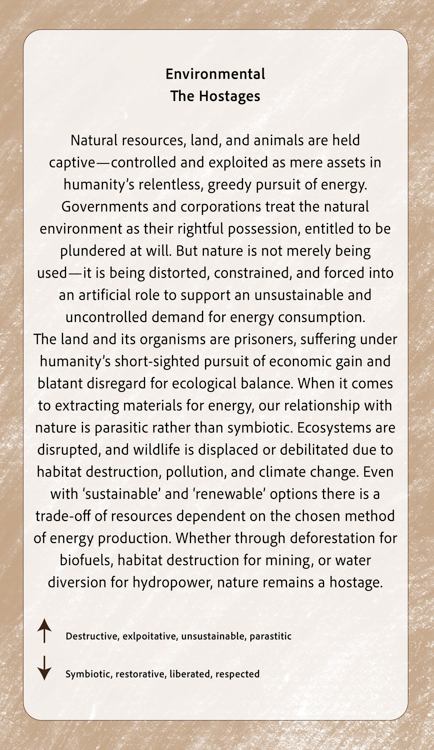 Environmental
The Hostages
Natural resources, land, and animals are held
captive—controlled and exploited as mere assets in
humanity’s relentless, greedy pursuit of energy.
Governments and corporations treat the natural
environment as their rightful possession, entitled to be
plundered at will. But nature is not merely being
used—it is being distorted, constrained, and forced into
an artificial role to support an unsustainable and
uncontrolled demand for energy consumption.
The land and its organisms are prisoners, suffering under
humanity’s short-sighted pursuit of economic gain and
blatant disregard for ecological balance. When it comes
to extracting materials for energy, our relationship with
nature is parasitic rather than symbiotic. Ecosystems are
disrupted, and wildlife is displaced or debilitated due to
habitat destruction, pollution, and climate change. Even
with ‘sustainable’ and ‘renewable’ options there is a
trade-off of resources dependent on the chosen method
of energy production. Whether through deforestation for
biofuels, habitat destruction for mining, or water
diversion for hydropower, nature remains a hostage.
Destructive, exlpoitative, unsustainable, parastitic
Symbiotic, restorative, liberated, respected